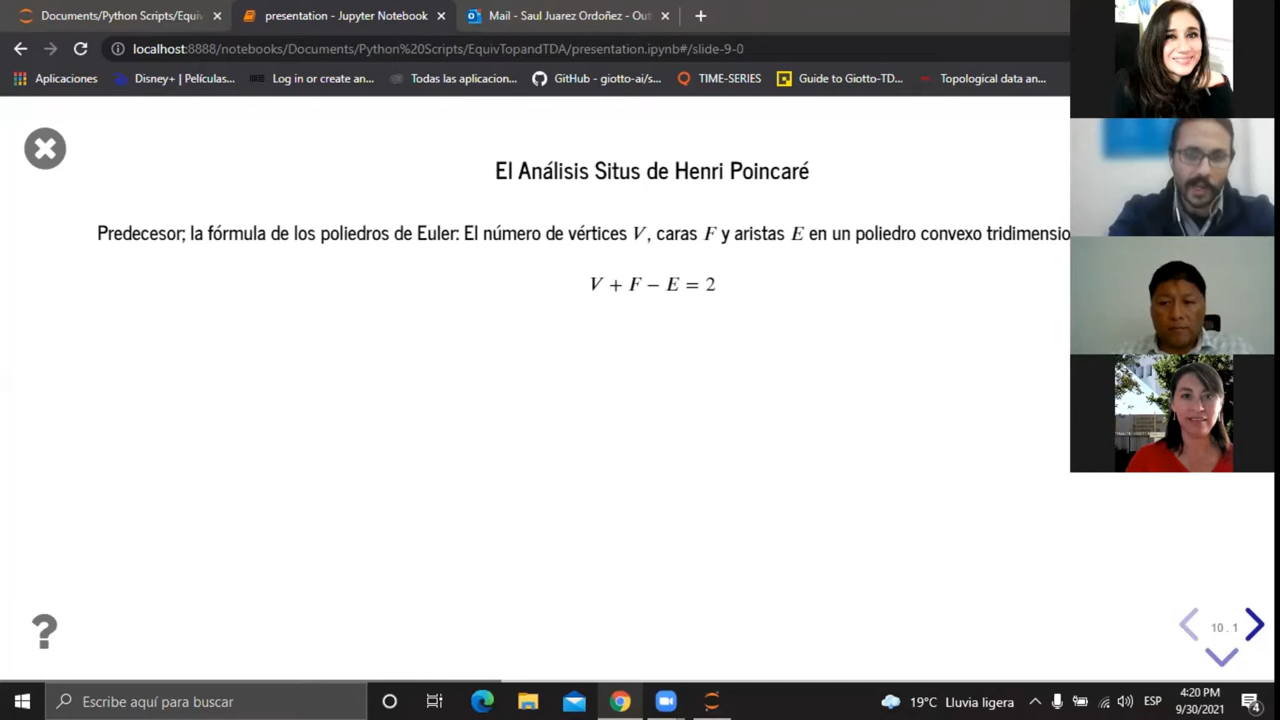 Documents/Python Scripts/Equiv
presentation - Jupyter Notebook
Mail - Saul Juarez Ordoñez - Out
localhost:8888/notebooks/Documents/Python%20Scripts/EquivTopendTDA/presentation.ipynb#/slide-9-0
Aplicaciones
Disney+ | Películas...
Log in or create an...
Todas las aplicacion...
GitHub - giotto-ai/s...
TIME-SERIES
Guide to Giotto-TD...
Topological data an...
El Análisis Situs de Henri Poincaré
Predecesor; la fórmula de los poliedros de Euler: El número de vértices V, caras F y aristas E en un poliedro convexo tridimensio
V + F − E = 2
?
10 . 1
Escribe aquí para buscar
19°C Lluvia ligera
ESP
4:20 PM
9/30/2021
4